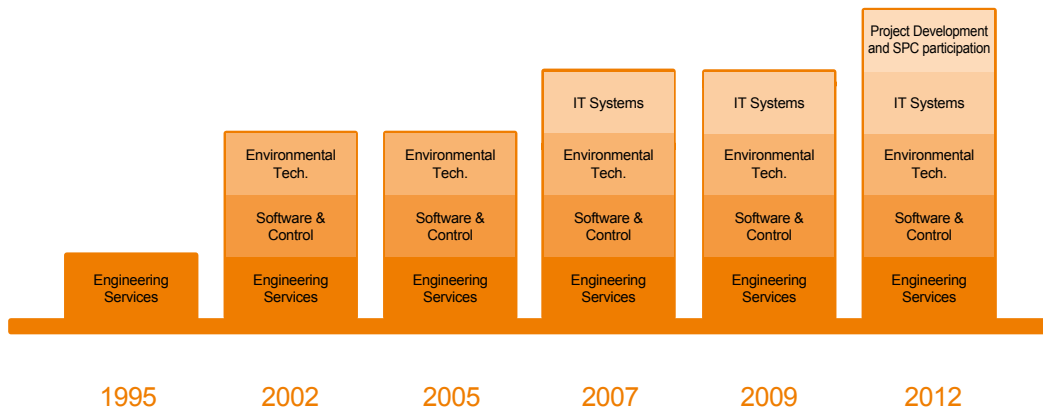 Project Development
and SPC participation
IT Systems
IT Systems
IT Systems
Environmental
Tech.
Environmental
Tech.
Environmental
Tech.
Environmental
Tech.
Environmental
Tech.
Software &
Control
Software &
Control
Software &
Control
Software &
Control
Software &
Control
Engineering
Services
Engineering
Services
Engineering
Services
Engineering
Services
Engineering
Services
Engineering
Services
1995
2002
2005
2007
2009
2012